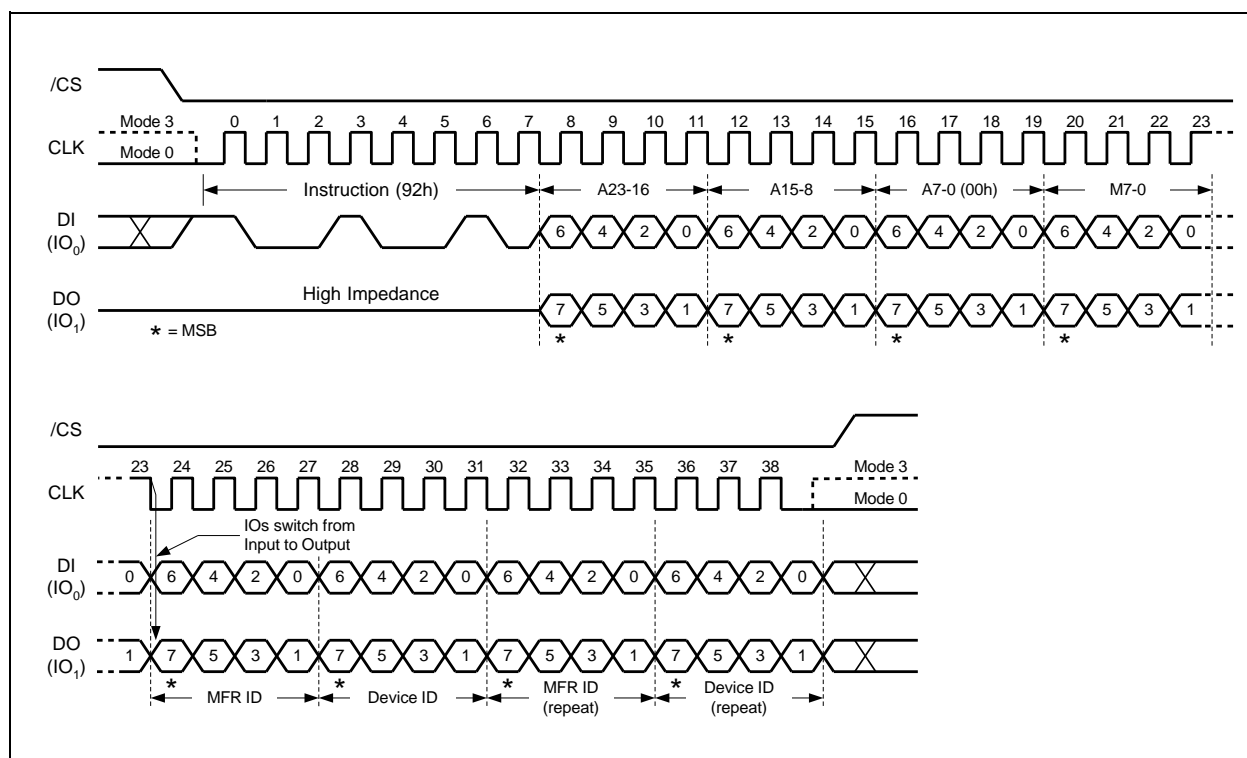 /CS
Mode 3 0 1 2 3 4 5 6 7 8 9 10 11 12 13 14 15 16 17 18 19 20 21 22 23
CLK
Mode 0
Instruction (92h) A23-16 A15-8 A7-0 (00h) M7-0
DI
(IO0)
6 4 2 0 6 4 2 0 6 4 2 0 6 4 2 0
High Impedance
DO
(IO1)
7 5 3 1 7 5 3 1 7 5 3 1 7 5 3 1
* = MSB
* * * *
/CS
23 24 25 26 27 28 29 30 31 32 33 34 35 36 37 38 Mode 3
CLK
Mode 0
IOs switch from
Input to Output
DI
(IO0)
0 6 4 2 0 6 4 2 0 6 4 2 0 6 4 2 0
DO
(IO1)
1 7 5 3 1 7 5 3 1 7 5 3 1 7 5 3 1
* * * *
MFR ID Device ID MFR ID
(repeat)
Device ID
(repeat)